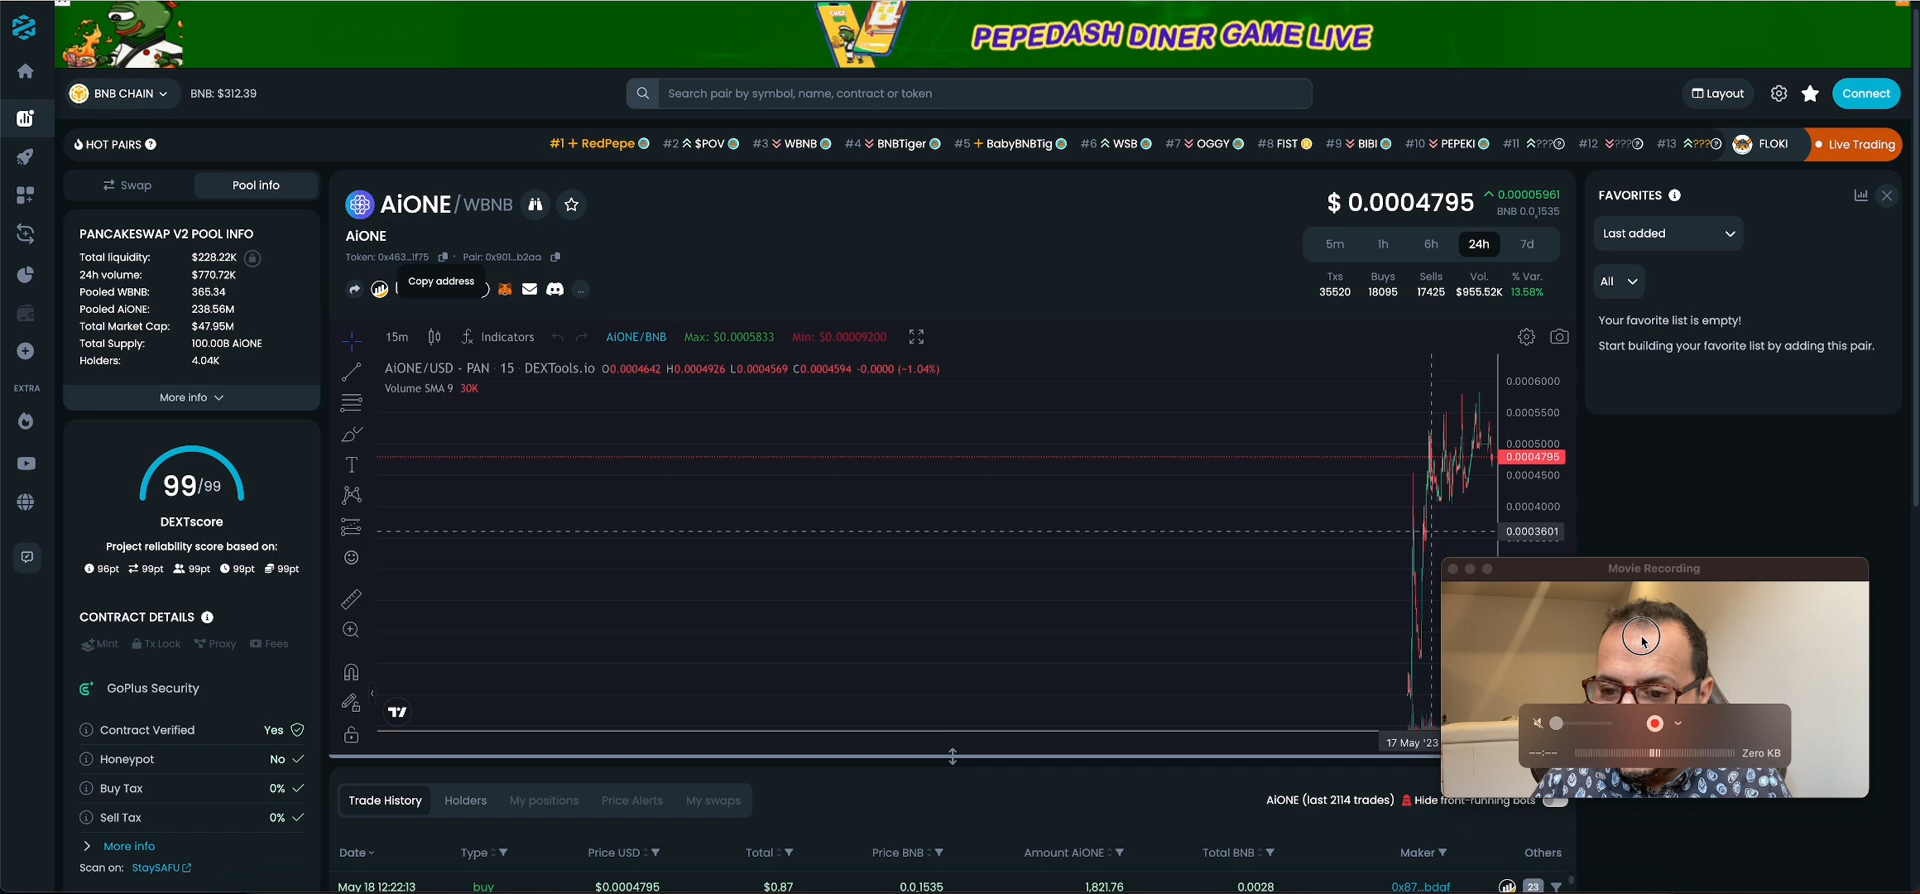 PEPEDASH DINER GAME LIVE
BNB CHAIN
BNB: $312.39
Search pair by symbol, name, contract or token
Layout
Connect
HOT PAIRS
#1 + RedPepe
#2 $POV
#3 WBNB
#4 BNBTiger
#5 + BabyBNBTig
#6 WSB
#7 OGGY
#8 FIST
#9 BIBI
#10 PEPEKI
#11 ???
#12 ???
#13 ???
FLOKI
Live Trading
Swap
Pool info
PANCAKESWAP V2 POOL INFO
Total liquidity: $228.22K
24h volume: $770.72K
Pooled WBNB: 365.34
Pooled AiONE: 238.56M
Total Market Cap: $47.95M
Total Supply: 100.00B AiONE
Holders: 4.04K
More info
99/99
DEXTscore
Project reliability score based on:
96pt 99pt 99pt 99pt 99pt
CONTRACT DETAILS
Mint Tx Lock Proxy Fees
GoPlus Security
Contract Verified Yes
Honeypot No
Buy Tax 0%
Sell Tax 0%
More info
Scan on: StaySAFU
EXTRA
AiONE/WBNB
AiONE
Token: 0x463...1f75 · Pair: 0x901...b2aa
Copy address
...
$ 0.0004795
0.00005961
BNB 0.0₅1535
5m 1h 6h 24h 7d
Txs Buys Sells Vol. % Var.
35520 18095 17425 $955.52K 13.58%
15m
Indicators
AiONE/BNB
Max: $0.0005833
Min: $0.00009200
AiONE/USD - PAN · 15 · DEXTools.io O0.0004642 H0.0004926 L0.0004569 C0.0004594 -0.0000 (−1.04%)
Volume SMA 9 30K
0.0006000
0.0005500
0.0005000
0.0004795
0.0004500
0.0004000
0.0003601
17 May '23
FAVORITES
Last added
All
Your favorite list is empty!
Start building your favorite list by adding this pair.
Movie Recording
--:--
Zero KB
Trade History
Holders
My positions
Price Alerts
My swaps
AiONE (last 2114 trades)
Hide front-running bots
Date Type Price USD Total Price BNB Amount AiONE Total BNB Maker Others
May 18 12:22:13 buy $0.0004795 $0.87 0.0₅1535 1,821.76 0.0028 0x87...bdaf 23